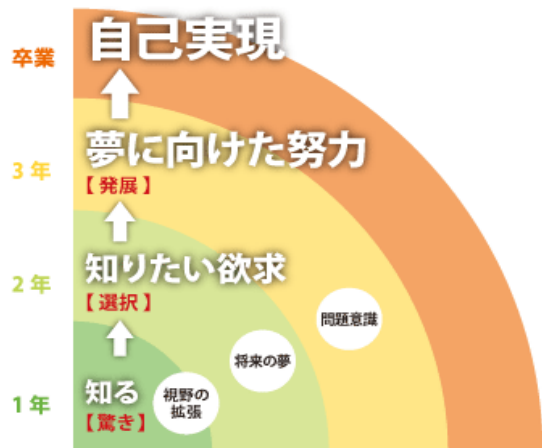 卒業
自己実現
3年
夢に向けた努力
【発展】
2年
知りたい欲求
【選択】
問題意識
将来の夢
1年
知る
【驚き】
視野の
拡張